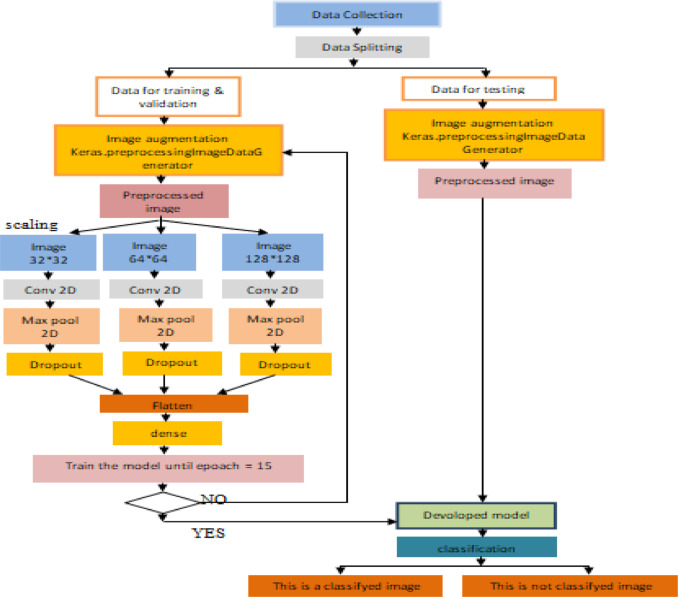 Data Collection
Data Splitting
Data for training &
validation
Data for testing
Image augmentation
Keras.preprocessingImageDataG
enerator
Image augmentation
Keras.preprocessingImageData
Generator
Preprocessed
image
Preprocessed image
scaling
Image
32*32
Image
64*64
Image
128*128
Conv 2D
Conv 2D
Conv 2D
Max pool
2D
Max pool
2D
Max pool
2D
Dropout
Dropout
Dropout
Flatten
dense
Train the model until epoach = 15
NO
YES
Devoloped model
classification
This is a classifyed image
This is not classifyed image